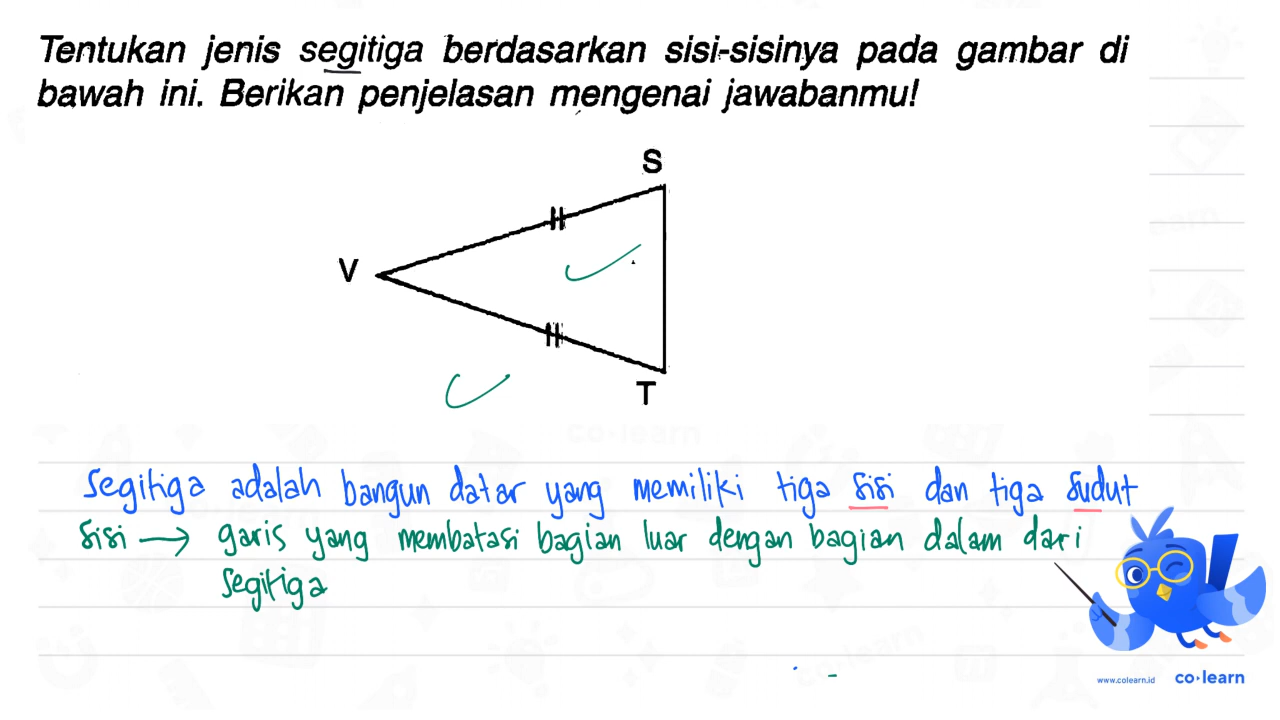 Tentukan jenis segitiga berdasarkan sisi-sisinya pada gambar di
bawah ini. Berikan penjelasan mengenai jawabanmu!
S
V
T
co·learn
Segitiga adalah bangun datar yang memiliki tiga sisi dan tiga sudut
sisi → garis yang membatasi bagian luar dengan bagian dalam dari
segitiga
www.colearn.id co·learn